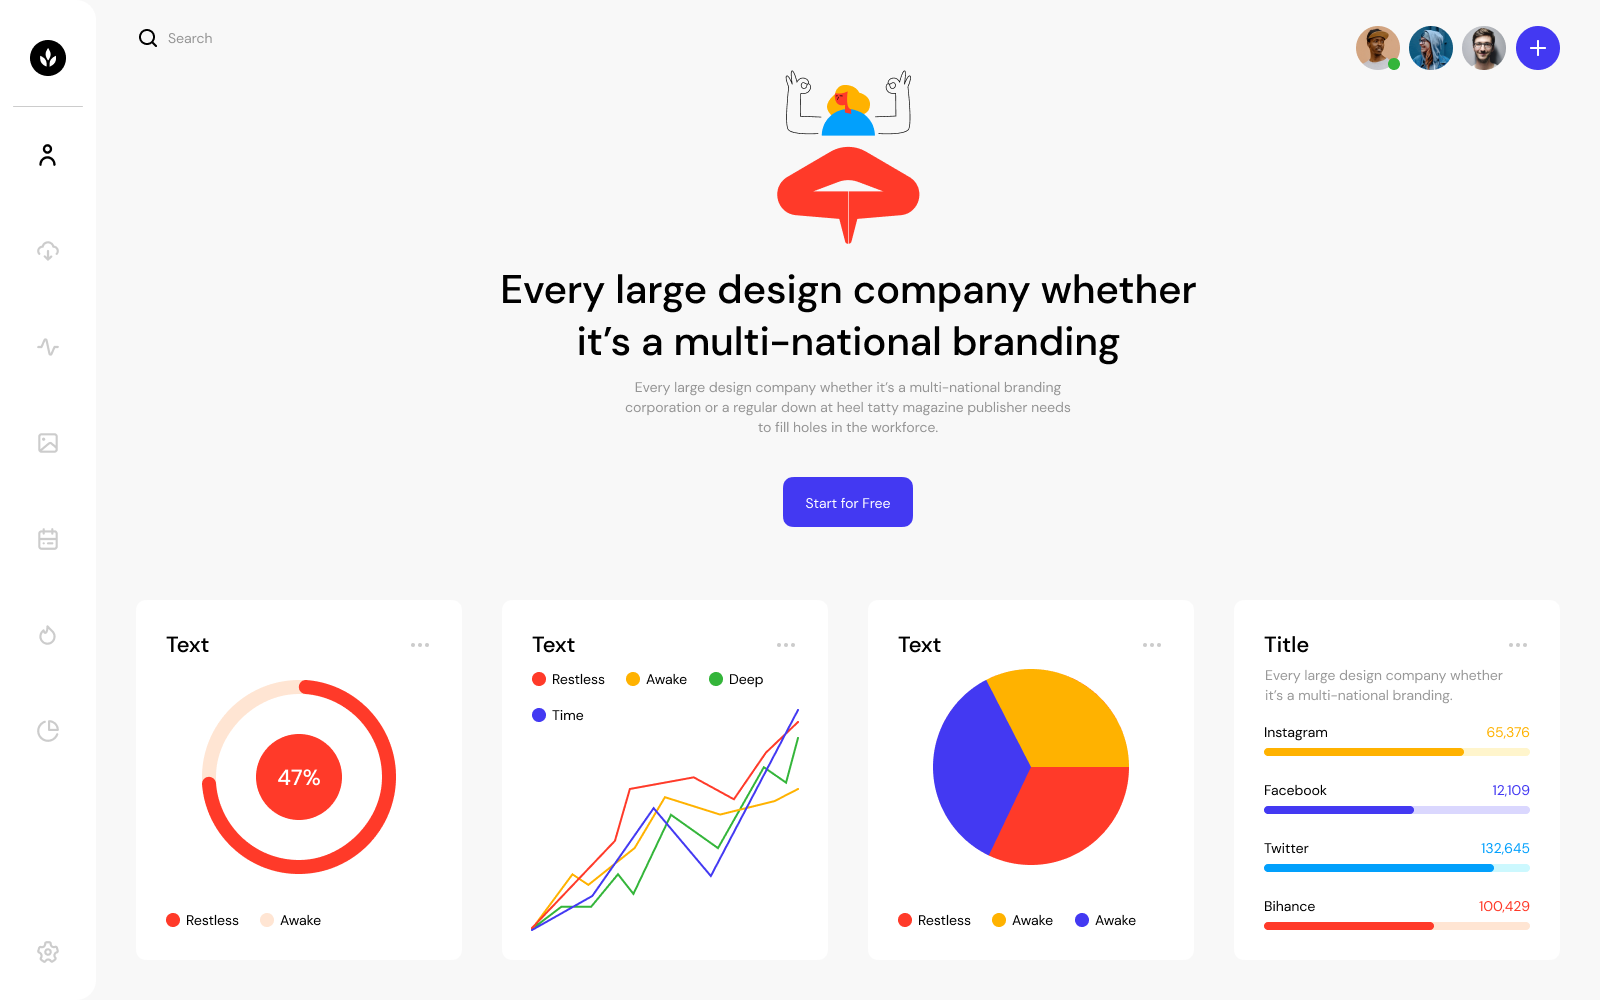 Search
Every large design company whether
it’s a multi-national branding
Every large design company whether it’s a multi-national branding
corporation or a regular down at heel tatty magazine publisher needs
to fill holes in the workforce.
Start for Free
Text
47%
Restless
Awake
Text
Restless
Awake
Deep
Time
Text
Restless
Awake
Awake
Title
Every large design company whether
it’s a multi-national branding.
Instagram
65,376
Facebook
12,109
Twitter
132,645
Bihance
100,429